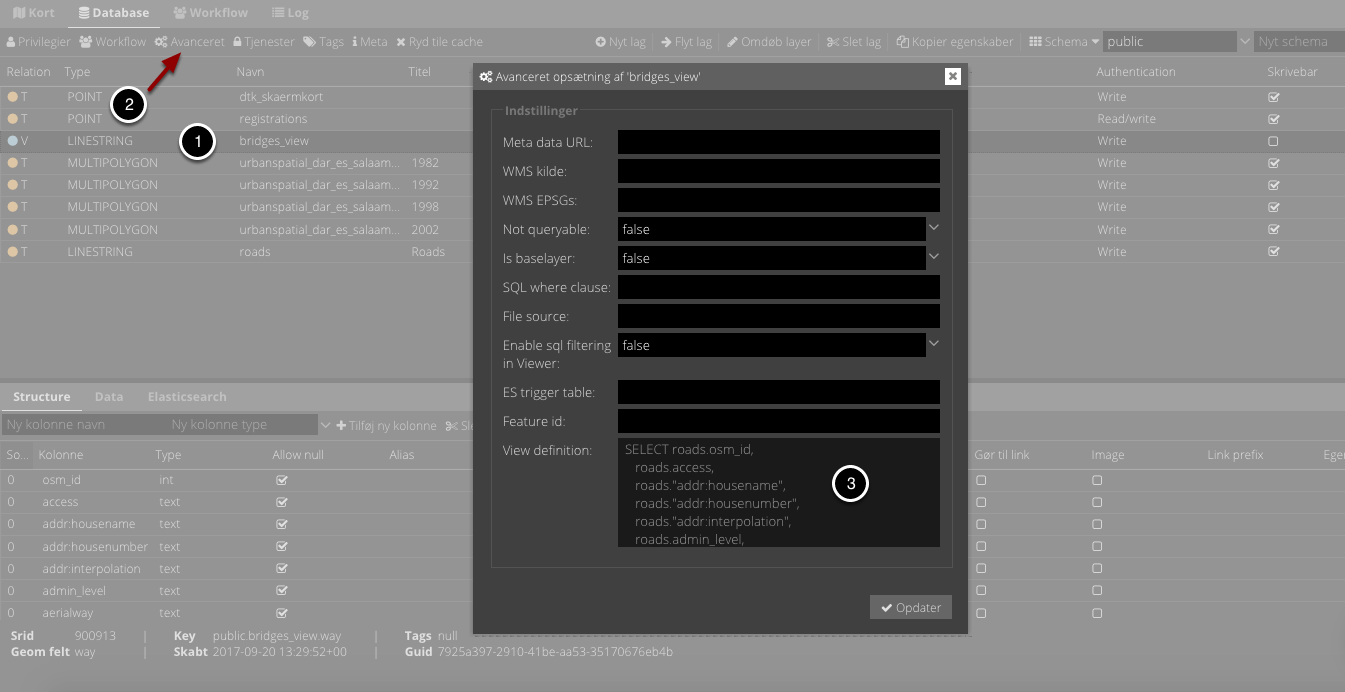 Kort Database Workflow Log
Privilegier Workflow Avanceret Tjenester Tags Meta Ryd tile cache Nyt lag Flyt lag Omdøb layer Slet lag Kopier egenskaber Schema public Nyt schema
Relation Type Navn Titel Authentication Skrivebar
T POINT dtk_skaermkort Write
T POINT registrations Read/write
V LINESTRING bridges_view Write
T MULTIPOLYGON urbanspatial_dar_es_salaam... 1982 Write
T MULTIPOLYGON urbanspatial_dar_es_salaam... 1992 Write
T MULTIPOLYGON urbanspatial_dar_es_salaam... 1998 Write
T MULTIPOLYGON urbanspatial_dar_es_salaam... 2002 Write
T LINESTRING roads Roads Write
2
1
Avanceret opsætning af 'bridges_view'
Indstillinger
Meta data URL:
WMS kilde:
WMS EPSGs:
Not queryable: false
Is baselayer: false
SQL where clause:
File source:
Enable sql filtering
in Viewer: false
ES trigger table:
Feature id:
View definition: SELECT roads.osm_id,
roads.access,
roads."addr:housename",
roads."addr:housenumber",
roads."addr:interpolation",
roads.admin_level,
3
Opdater
Structure Data Elasticsearch
Ny kolonne navn Ny kolonne type Tilføj ny kolonne Sle
So... Kolonne Type Allow null Alias Gør til link Image Link prefix Eger
0 osm_id int
0 access text
0 addr:housename text
0 addr:housenumber text
0 addr:interpolation text
0 admin_level text
0 aerialway text
Srid 900913 | Key public.bridges_view.way | Tags null
Geom felt way | Skabt 2017-09-20 13:29:52+00 | Guid 7925a397-2910-41be-aa53-35170676eb4b